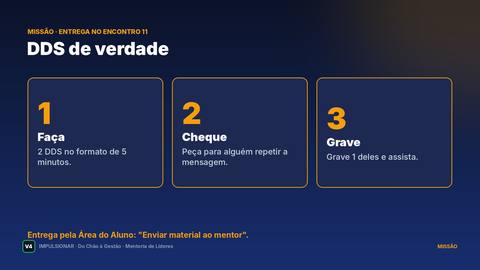 MISSÃO · ENTREGA NO ENCONTRO 11
DDS de verdade
1
Faça
2 DDS no formato de 5
minutos.
2
Cheque
Peça para alguém repetir a
mensagem.
3
Grave
Grave 1 deles e assista.
Entrega pela Área do Aluno: "Enviar material ao mentor".
V4
IMPULSIONAR · Do Chão à Gestão · Mentoria de Líderes
MISSÃO